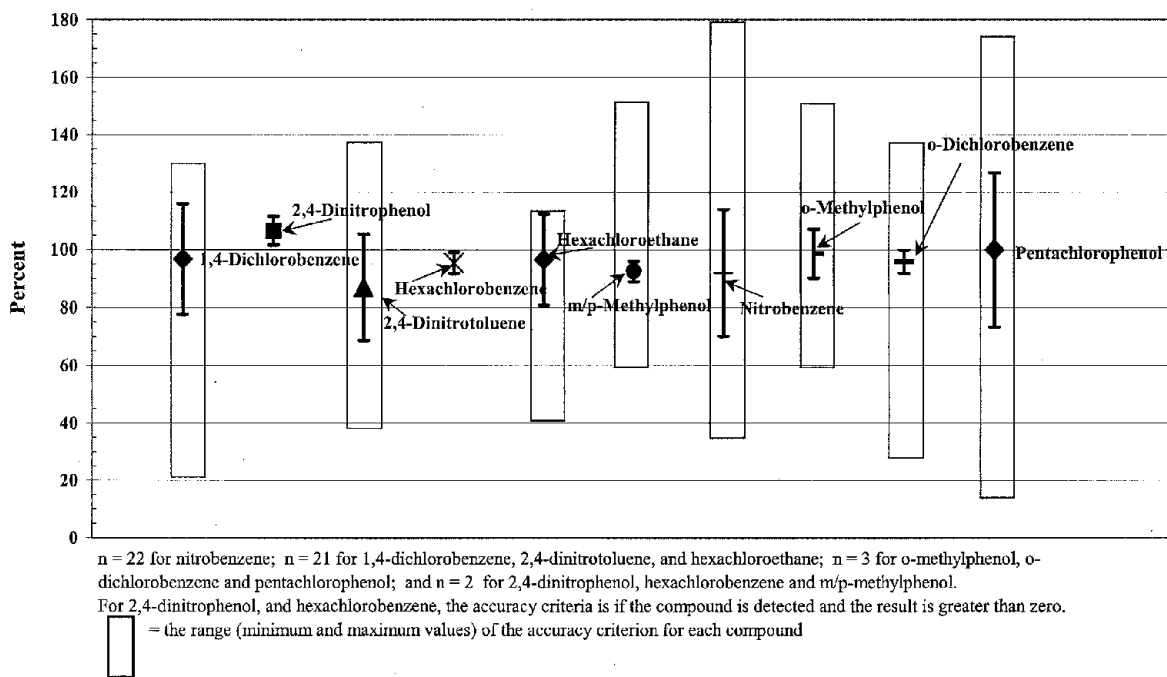 180
160
140
120
100
80
60
40
20
0
Percent
1,4-Dichlorobenzene
2,4-Dinitrophenol
2,4-Dinitrotoluene
Hexachlorobenzene
Hexachloroethane
m/p-Methylphenol
Nitrobenzene
o-Methylphenol
o-Dichlorobenzene
Pentachlorophenol
n = 22 for nitrobenzene; n = 21 for 1,4-dichlorobenzene, 2,4-dinitrotoluene, and hexachloroethane; n = 3 for o-methylphenol, o-
dichlorobenzene and pentachlorophenol; and n = 2 for 2,4-dinitrophenol, hexachlorobenzene and m/p-methylphenol.
For 2,4-dinitrophenol, and hexachlorobenzene, the accuracy criteria is if the compound is detected and the result is greater than zero.
= the range (minimum and maximum values) of the accuracy criterion for each compound